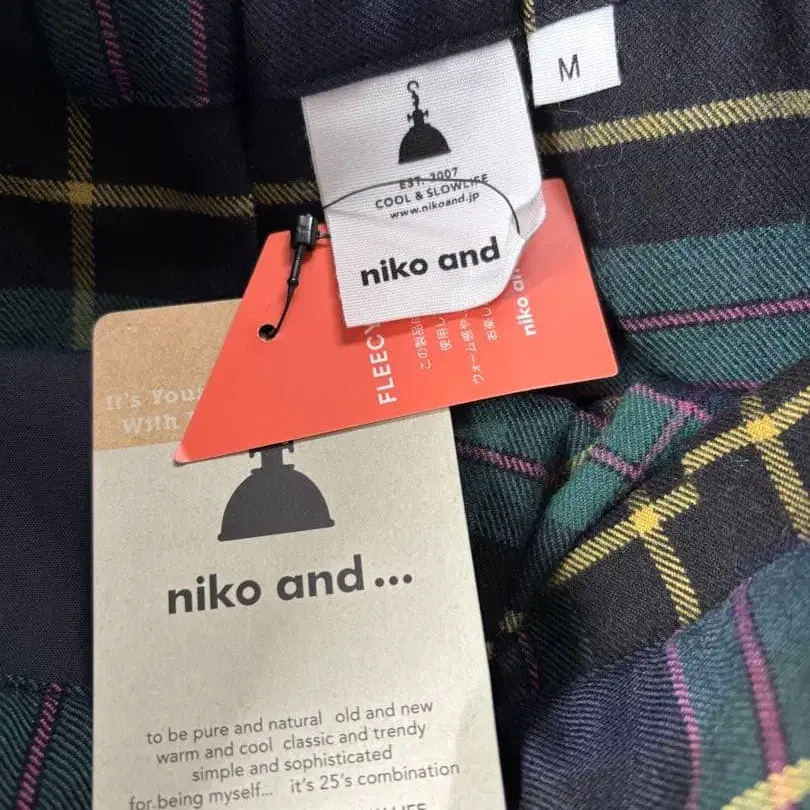 M
EST. 2007
COOL & SLOWLIFE
www.nikoand.jp
niko and
FLEECY
この製品は
使用し
ウォーム感や、
お楽し
niko an
It's Your
With
niko and...
to be pure and natural old and new
warm and cool classic and trendy
simple and sophisticated
for.being myself... it's 25's combination